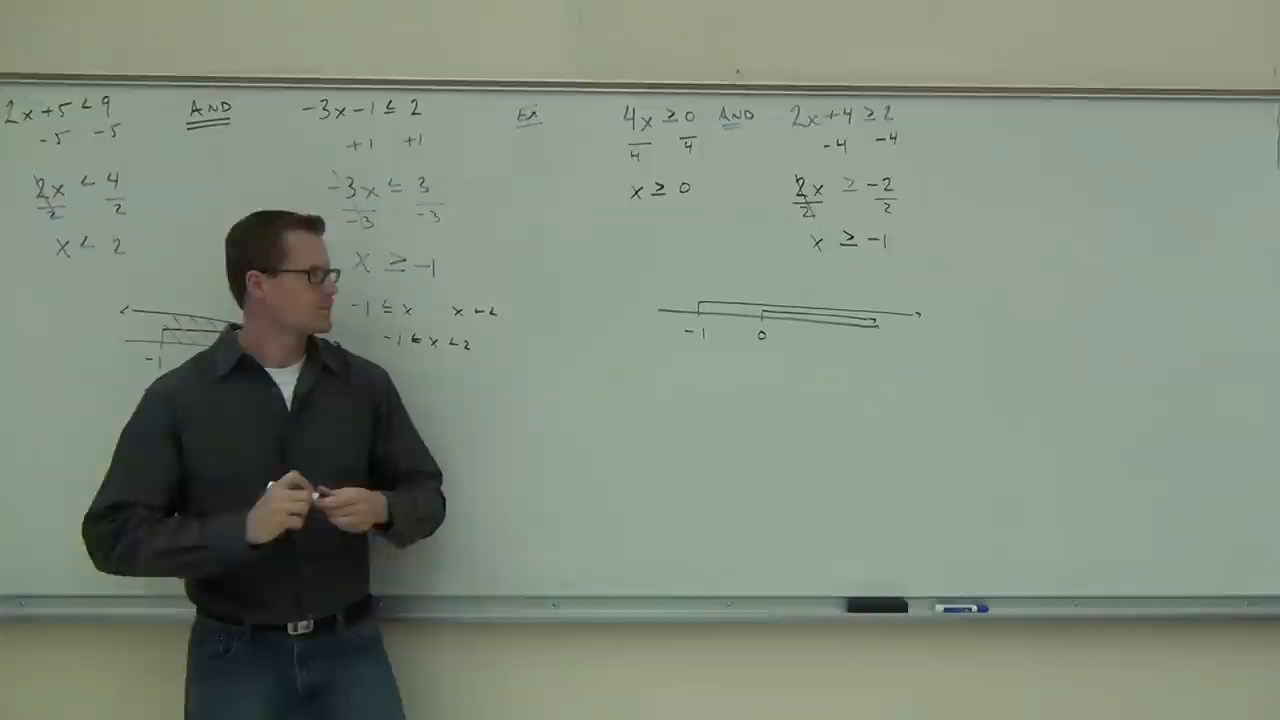 2x+5 < 9 AND -3x-1 ≤ 2
-5 -5 +1 +1
2x < 4 -3x ≤ 3
2 2 -3 -3
x < 2 x ≥ -1
-1 ≤ x x < 2
-1 ≤ x < 2
-1
Ex 4x ≥ 0 AND 2x+4 ≥ 2
4 4 -4 -4
x ≥ 0 2x ≥ -2
2 2
x ≥ -1
-1 0